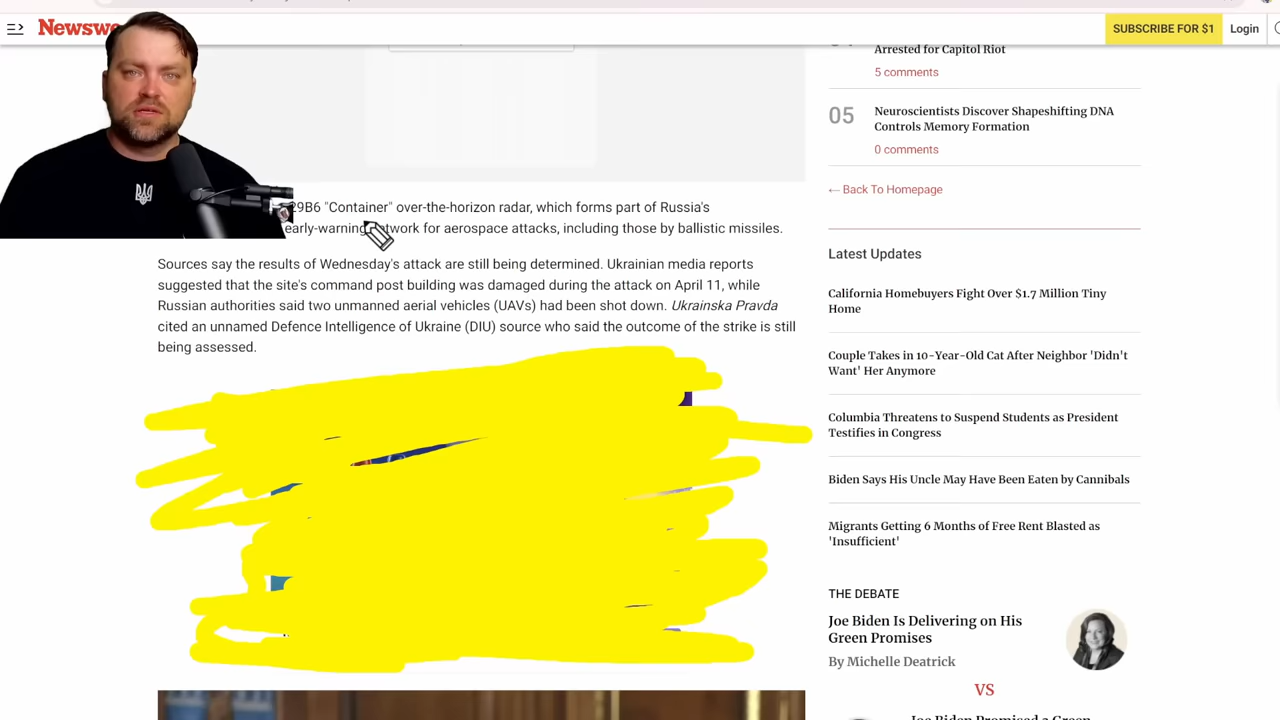 Newswe
SUBSCRIBE FOR $1
Login
29B6 "Container" over-the-horizon radar, which forms part of Russia's
early-warning network for aerospace attacks, including those by ballistic missiles.
Sources say the results of Wednesday's attack are still being determined. Ukrainian media reports
suggested that the site's command post building was damaged during the attack on April 11, while
Russian authorities said two unmanned aerial vehicles (UAVs) had been shot down. Ukrainska Pravda
cited an unnamed Defence Intelligence of Ukraine (DIU) source who said the outcome of the strike is still
being assessed.
Arrested for Capitol Riot
5 comments
05
Neuroscientists Discover Shapeshifting DNA
Controls Memory Formation
0 comments
← Back To Homepage
Latest Updates
California Homebuyers Fight Over $1.7 Million Tiny
Home
Couple Takes in 10-Year-Old Cat After Neighbor 'Didn't
Want' Her Anymore
Columbia Threatens to Suspend Students as President
Testifies in Congress
Biden Says His Uncle May Have Been Eaten by Cannibals
Migrants Getting 6 Months of Free Rent Blasted as
'Insufficient'
THE DEBATE
Joe Biden Is Delivering on His
Green Promises
By Michelle Deatrick
VS
Joe Biden Promised a Green